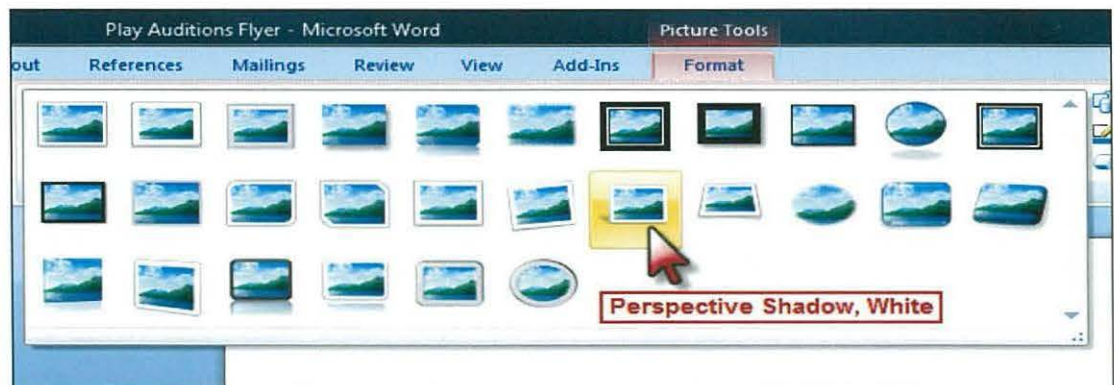 Play Auditions Flyer - Microsoft Word Picture Tools
out References Mailings Review View Add-Ins Format
Perspective Shadow, White